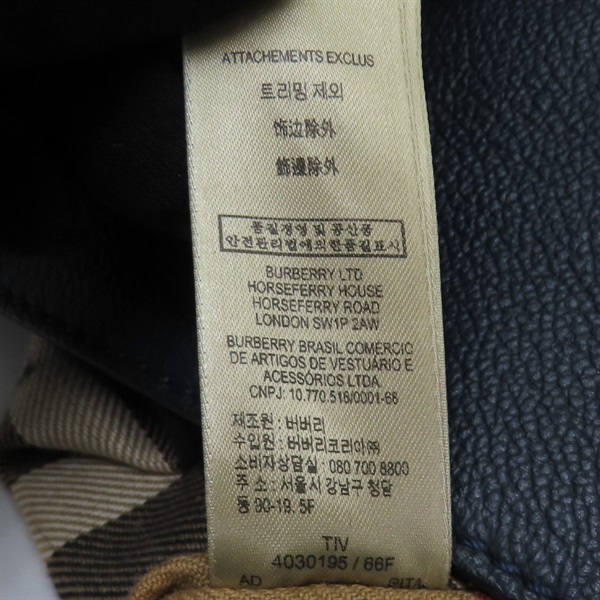 ATTACHEMENTS EXCLUS
트리밍 제외
饰边除外
飾邊除外
품질경영 및 공산품
안전관리법에의한품질표시
BURBERRY LTD
HORSEFERRY HOUSE
HORSEFERRY ROAD
LONDON SW1P 2AW
BURBERRY BRASIL COMERCIO
DE ARTIGOS DE VESTUÁRIO E
ACESSÓRIOS LTDA
CNPJ: 10.770.516/0001-66
제조원 : 버버리
수입원 : 버버리코리아㈜
소비자상담실 : 080 700 8800
주 소 : 서울시 강남구 청담
동 80-19, 5F
TIV
4030195 / 66F
AD